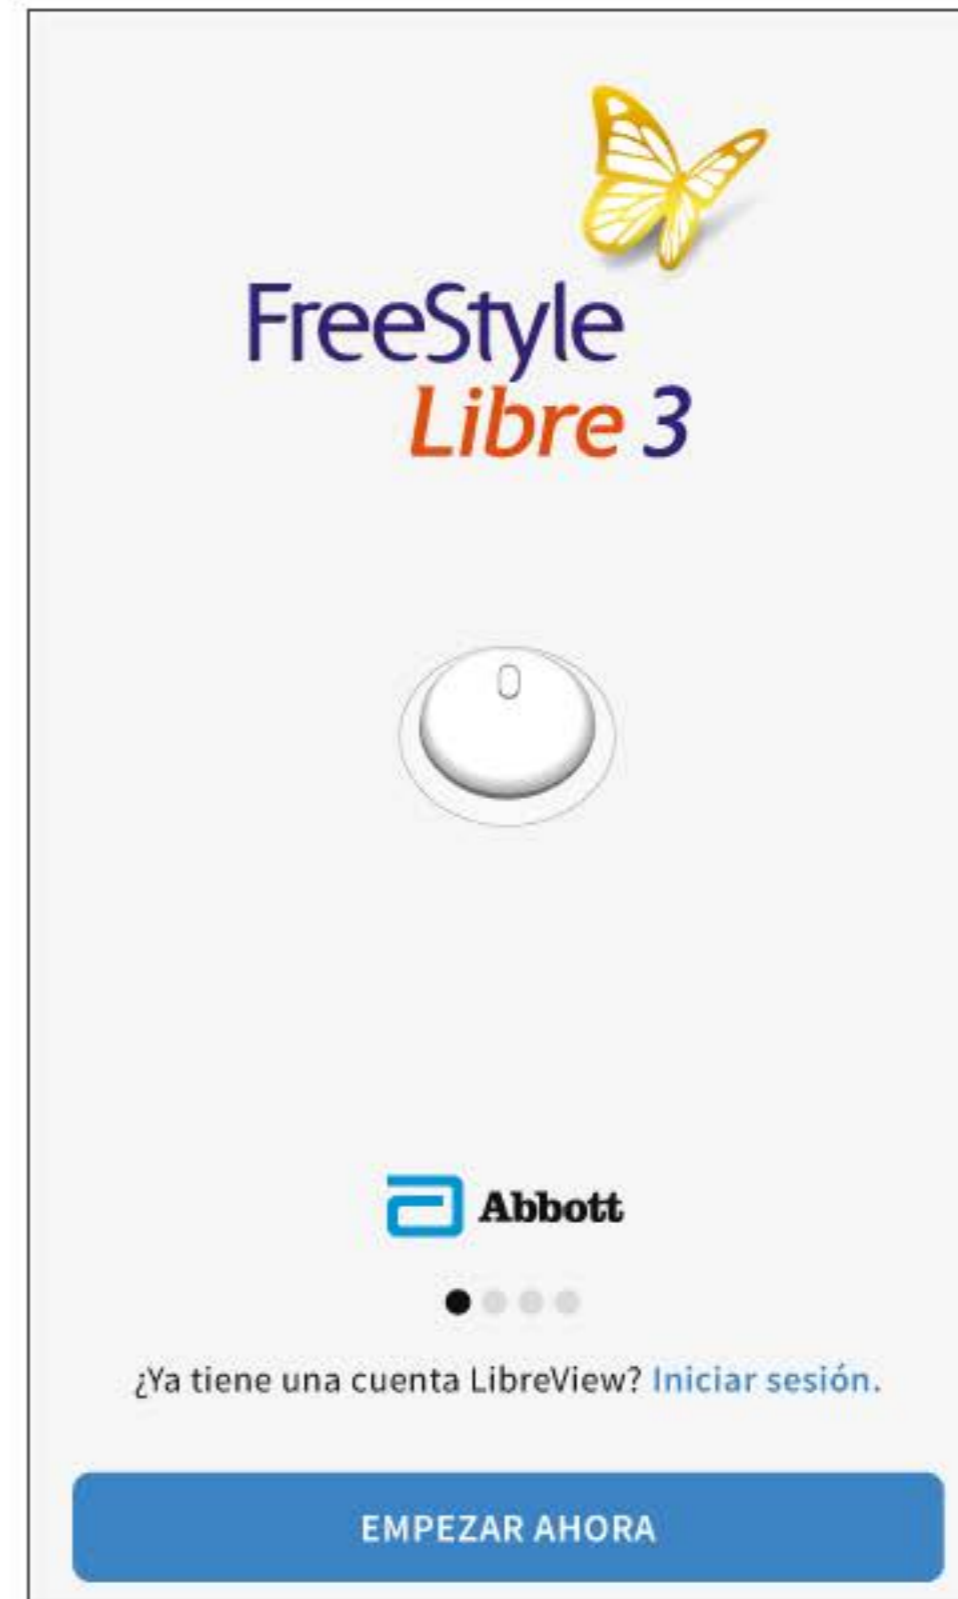 FreeStyle
Libre 3
Abbott
¿Ya tiene una cuenta LibreView? Iniciar sesión.
EMPEZAR AHORA